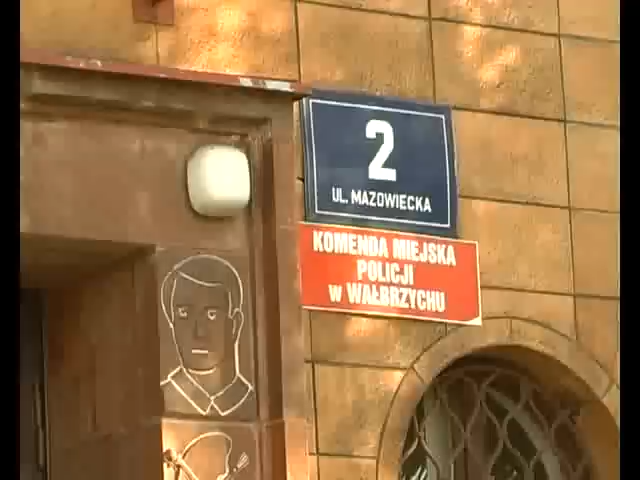 2
UL. MAZOWIECKA
KOMENDA MIEJSKA
POLICJI
W WAŁBRZYCHU